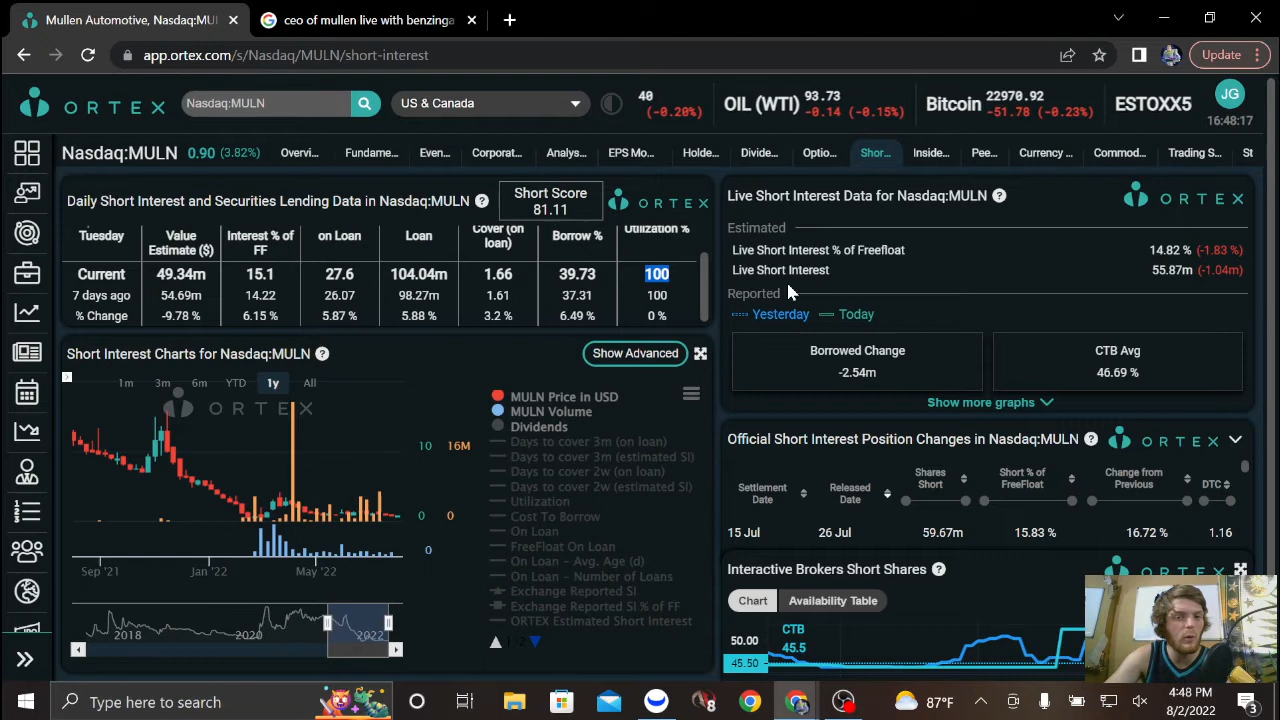 Mullen Automotive, Nasdaq:MUL
ceo of mullen live with benzinga
app.ortex.com/s/Nasdaq/MULN/short-interest
Update
ORTEX
Nasdaq:MULN
US & Canada
40
(-0.20%)
OIL (WTI) 93.73
-0.14 (-0.15%)
Bitcoin 22970.92
-51.78 (-0.23%)
ESTOXX5
JG
16:48:17
Nasdaq:MULN 0.90 (3.82%)
Overvi... Fundame... Even... Corporat... Analys... EPS Mo... Holde... Divide... Optio... Shor... Inside... Pee... Currency ... Commod... Trading S... St
Daily Short Interest and Securities Lending Data in Nasdaq:MULN ?
Short Score
81.11
ORTEX
Tuesday
Value Estimate ($)
Interest % of FF
on Loan
Loan
Cover (on loan)
Borrow %
Utilization %
Current 49.34m 15.1 27.6 104.04m 1.66 39.73 100
7 days ago 54.69m 14.22 26.07 98.27m 1.61 37.31 100
% Change -9.78 % 6.15 % 5.87 % 5.88 % 3.2 % 6.49 % 0 %
Live Short Interest Data for Nasdaq:MULN ?
ORTEX
Estimated
Live Short Interest % of Freefloat 14.82 % (-1.83 %)
Live Short Interest 55.87m (-1.04m)
Reported
Yesterday Today
Borrowed Change
-2.54m
CTB Avg
46.69 %
Show more graphs
Short Interest Charts for Nasdaq:MULN ?
Show Advanced
1m 3m 6m YTD 1y All
ORTEX
10 16M
0 0
0
Sep '21 Jan '22 May '22
2018 2020 2022
MULN Price in USD
MULN Volume
Dividends
Days to cover 3m (on loan)
Days to cover 3m (estimated SI)
Days to cover 2w (on loan)
Days to cover 2w (estimated SI)
Utilization
Cost To Borrow
On Loan
FreeFloat On Loan
On Loan - Avg. Age (d)
On Loan - Number of Loans
Exchange Reported SI
Exchange Reported SI % of FF
ORTEX Estimated Short Interest
Official Short Interest Position Changes in Nasdaq:MULN ?
ORTEX
Settlement Date
Released Date
Shares Short
Short % of FreeFloat
Change from Previous
DTC
15 Jul 26 Jul 59.67m 15.83 % 16.72 % 1.16
Interactive Brokers Short Shares ?
ORTEX
Chart Availability Table
50.00
CTB
45.5
45.50
Type here to search
87°F
4:48 PM
8/2/2022
3